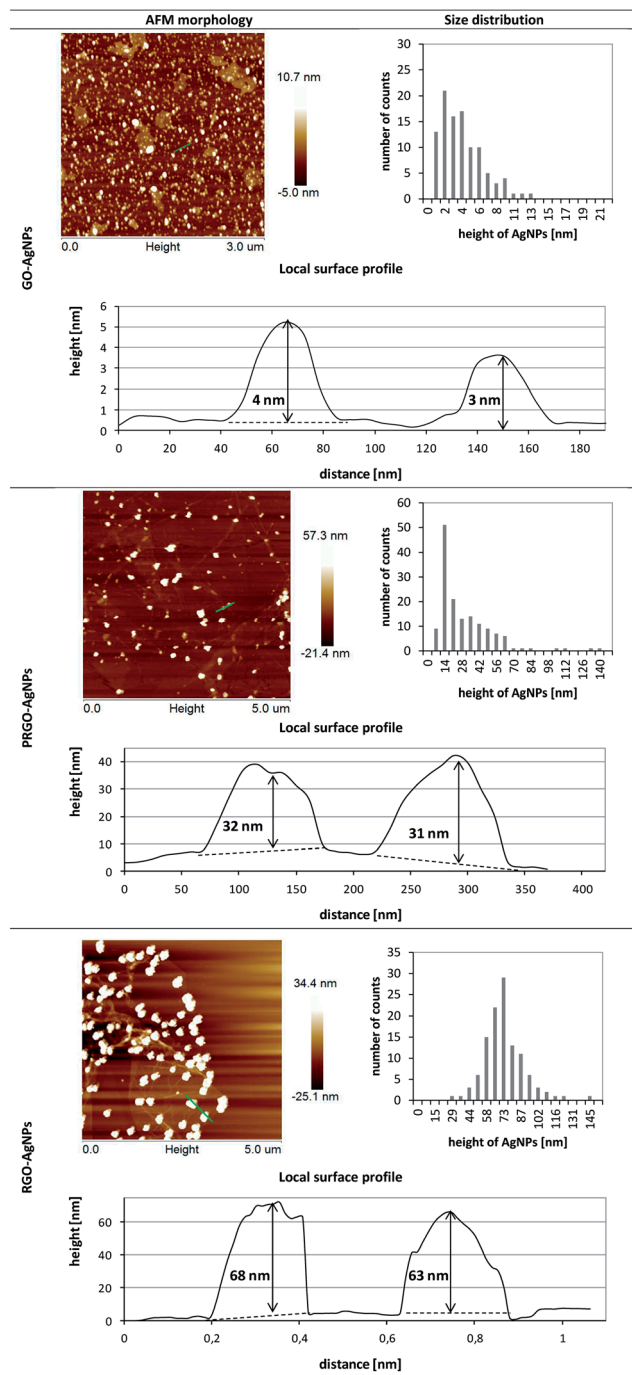 AFM morphology Size distribution
GO-AgNPs
10.7 nm
-5.0 nm
0.0 Height 3.0 um
number of counts
30
25
20
15
10
5
0
0 2 4 6 8 10 11 13 15 17 19 21
height of AgNPs [nm]
Local surface profile
height [nm]
6
5
4
3
2
1
0
4 nm
3 nm
0 20 40 60 80 100 120 140 160 180
distance [nm]
PRGO-AgNPs
57.3 nm
-21.4 nm
0.0 Height 5.0 um
number of counts
60
50
40
30
20
10
0
0 14 28 42 56 70 84 98 112 126 140
height of AgNPs [nm]
Local surface profile
height [nm]
40
30
20
10
0
32 nm
31 nm
0 50 100 150 200 250 300 350 400
distance [nm]
RGO-AgNPs
34.4 nm
-25.1 nm
0.0 Height 5.0 um
number of counts
35
30
25
20
15
10
5
0
0 15 29 44 58 73 87 102 116 131 145
height of AgNPs [nm]
Local surface profile
height [nm]
60
40
20
0
68 nm
63 nm
0 0,2 0,4 0,6 0,8 1
distance [nm]